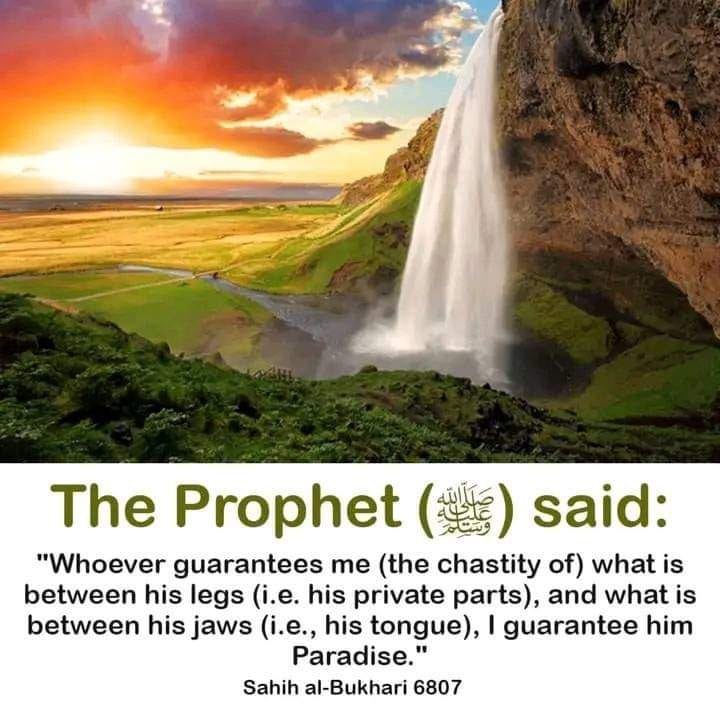 The Prophet (ﷺ) said:
"Whoever guarantees me (the chastity of) what is
between his legs (i.e. his private parts), and what is
between his jaws (i.e., his tongue), I guarantee him
Paradise."
Sahih al-Bukhari 6807